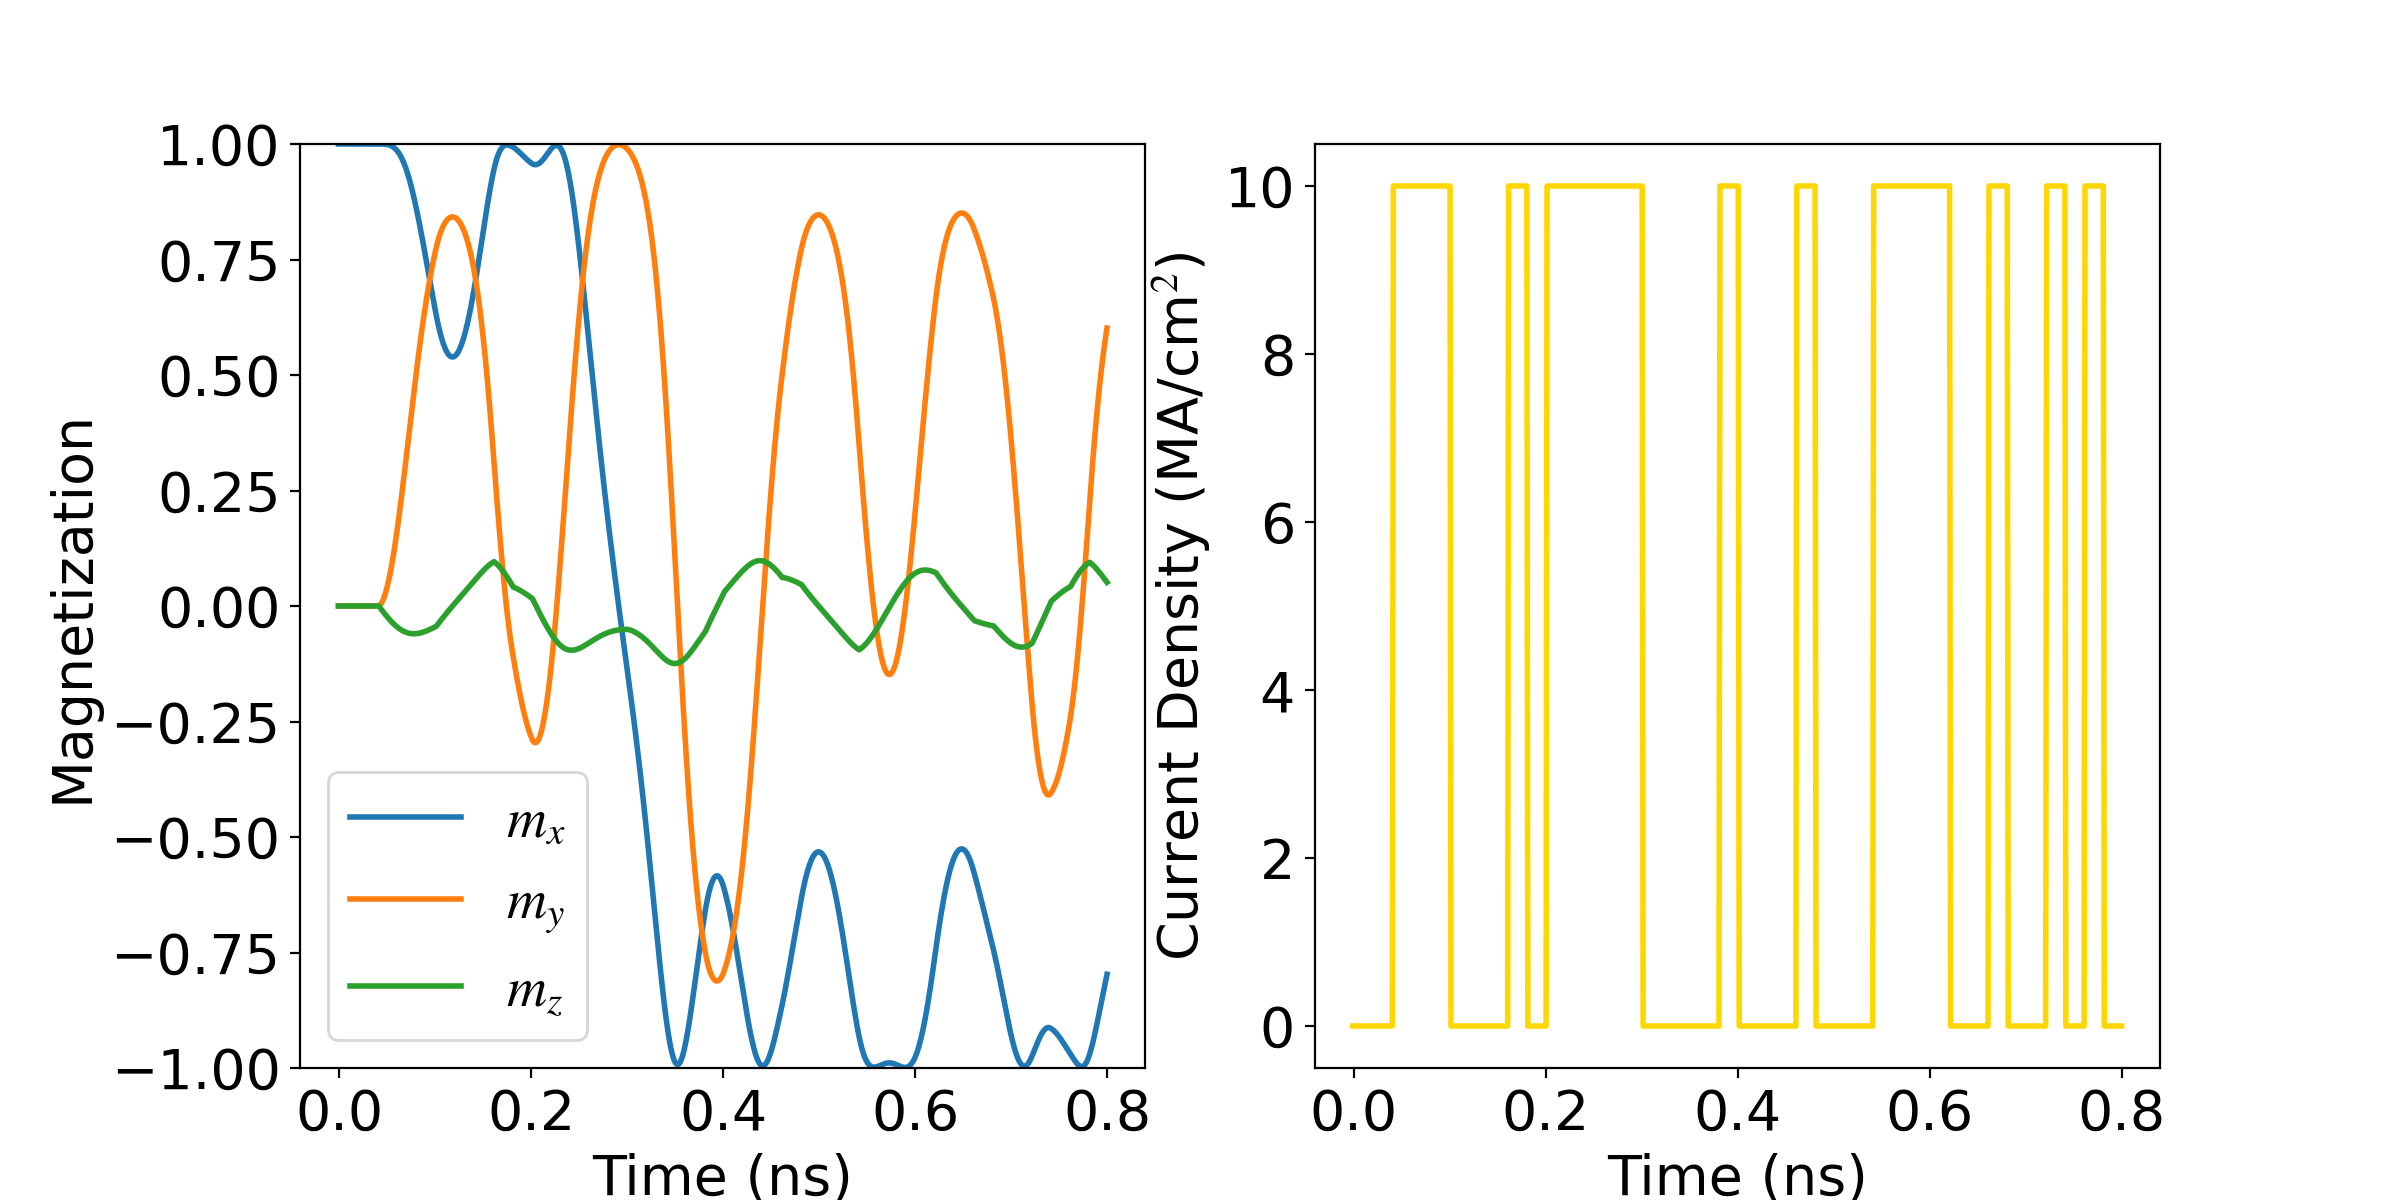 Magnetization
1.00
0.75
0.50
0.25
0.00
−0.25
−0.50
−0.75
−1.00
m_x
m_y
m_z
0.0 0.2 0.4 0.6 0.8
Time (ns)
Current Density (MA/cm²)
10
8
6
4
2
0
0.0 0.2 0.4 0.6 0.8
Time (ns)